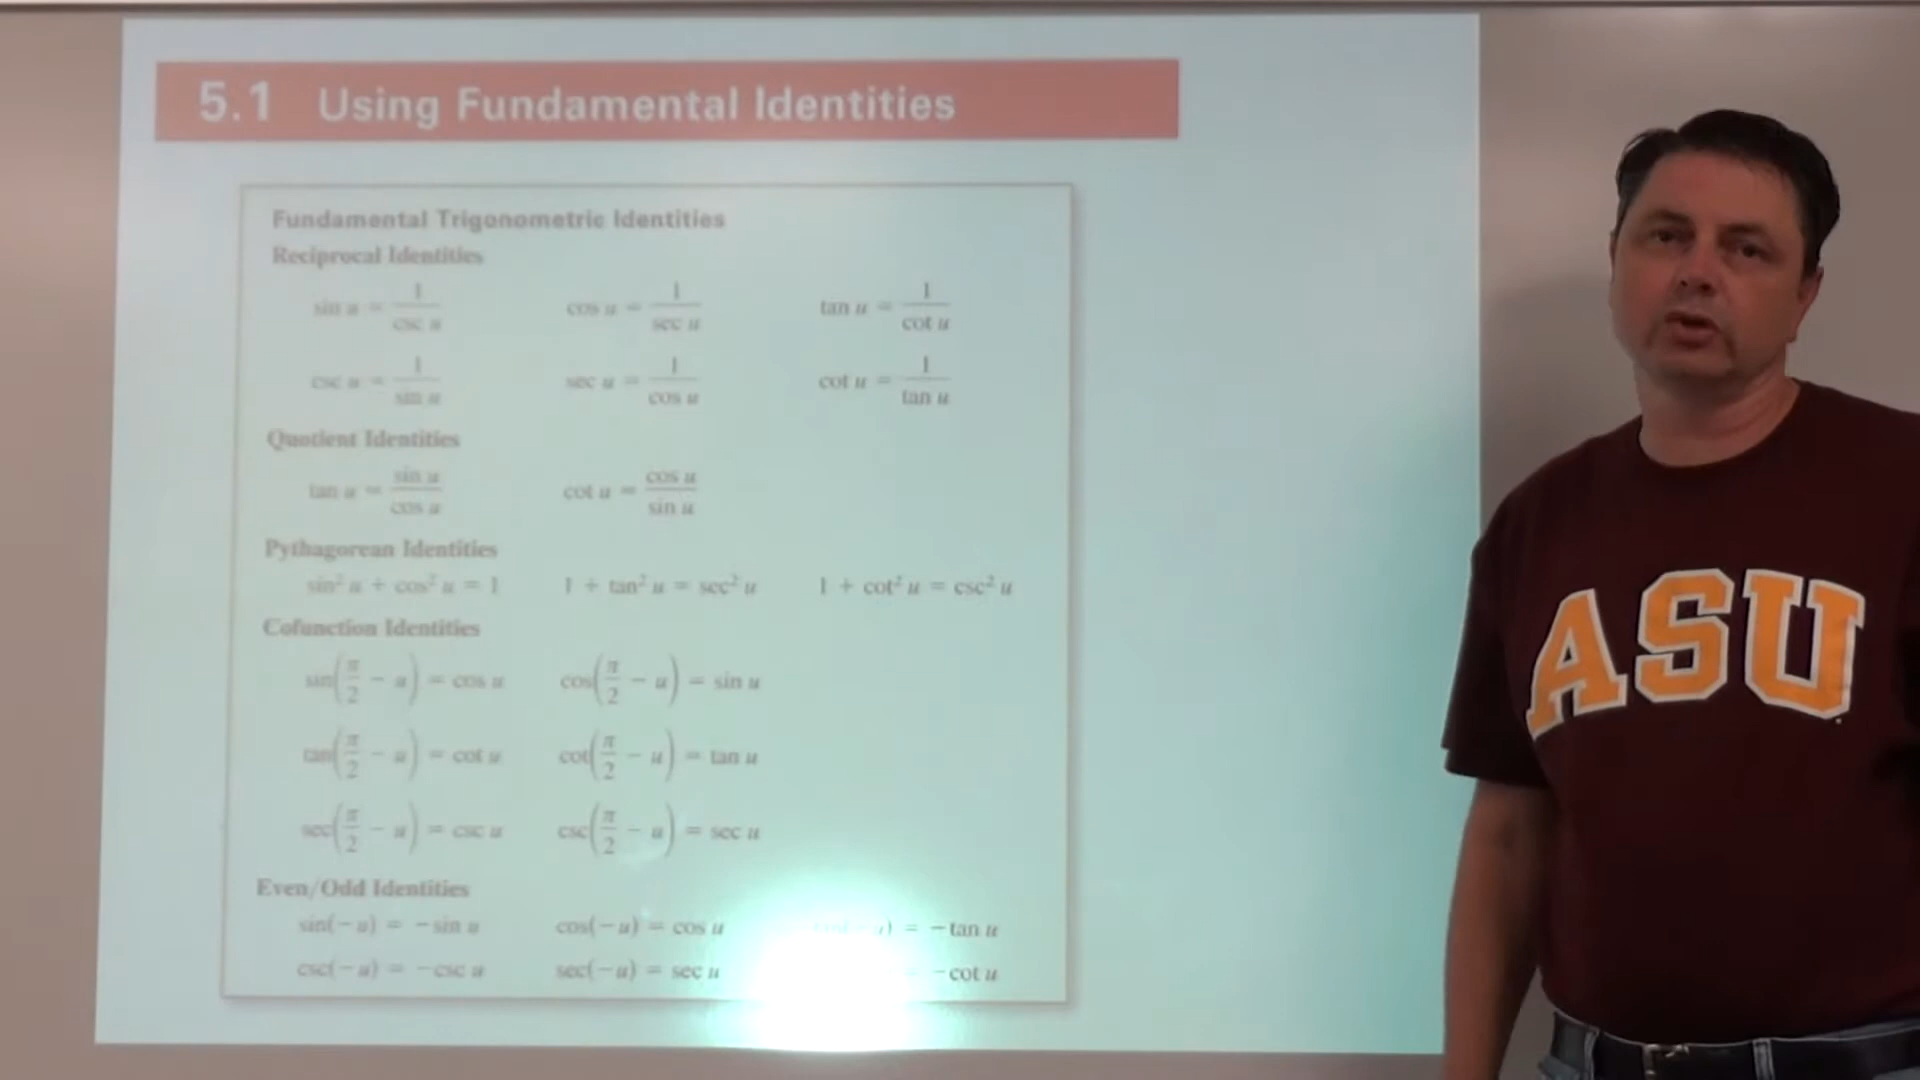 5.1 Using Fundamental Identities
Fundamental Trigonometric Identities
Reciprocal Identities
sin u = 1/csc u cos u = 1/sec u tan u = 1/cot u
csc u = 1/sin u sec u = 1/cos u cot u = 1/tan u
Quotient Identities
tan u = sin u/cos u cot u = cos u/sin u
Pythagorean Identities
sin² u + cos² u = 1 1 + tan² u = sec² u 1 + cot² u = csc² u
Cofunction Identities
sin(π/2 − u) = cos u cos(π/2 − u) = sin u
tan(π/2 − u) = cot u cot(π/2 − u) = tan u
sec(π/2 − u) = csc u csc(π/2 − u) = sec u
Even/Odd Identities
sin(−u) = −sin u cos(−u) = cos u = −tan u
csc(−u) = −csc u sec(−u) = sec u −cot u
ASU